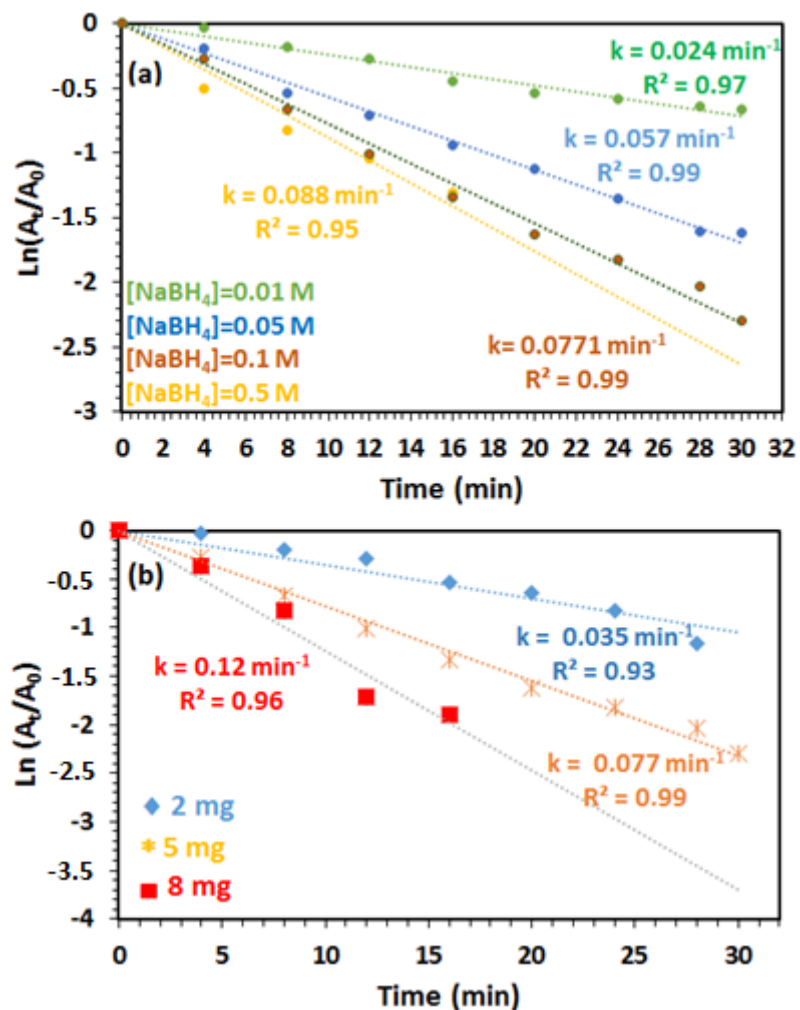 (a)
k = 0.024 min⁻¹
R² = 0.97
k = 0.057 min⁻¹
R² = 0.99
k = 0.088 min⁻¹
R² = 0.95
k= 0.0771 min⁻¹
R² = 0.99
[NaBH₄]=0.01 M
[NaBH₄]=0.05 M
[NaBH₄]=0.1 M
[NaBH₄]=0.5 M
Ln(Aₜ/A₀)
0
-0.5
-1
-1.5
-2
-2.5
-3
0 2 4 6 8 10 12 14 16 18 20 22 24 26 28 30 32
Time (min)
(b)
k = 0.035 min⁻¹
R² = 0.93
k = 0.12 min⁻¹
R² = 0.96
k = 0.077 min⁻¹
R² = 0.99
2 mg
5 mg
8 mg
Ln (Aₜ/A₀)
0
-0.5
-1
-1.5
-2
-2.5
-3
-3.5
-4
0 5 10 15 20 25 30
Time (min)